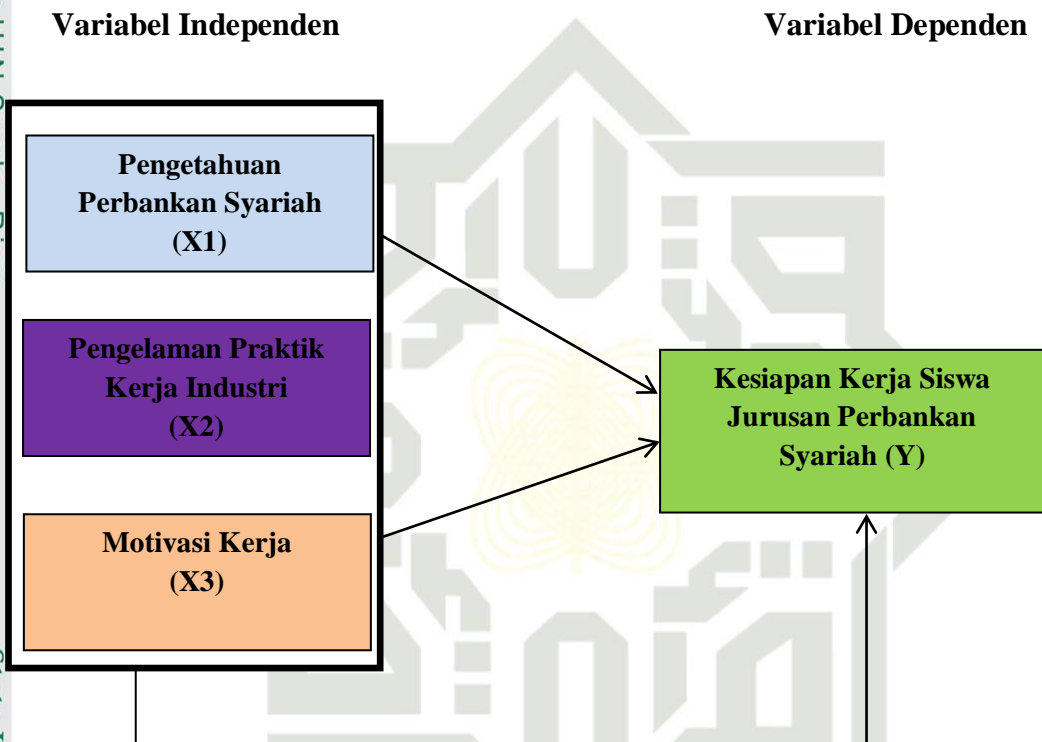 Variabel Independen
Variabel Dependen
Pengetahuan
Perbankan Syariah
(X1)
Pengelaman Praktik
Kerja Industri
(X2)
Motivasi Kerja
(X3)
Kesiapan Kerja Siswa
Jurusan Perbankan
Syariah (Y)